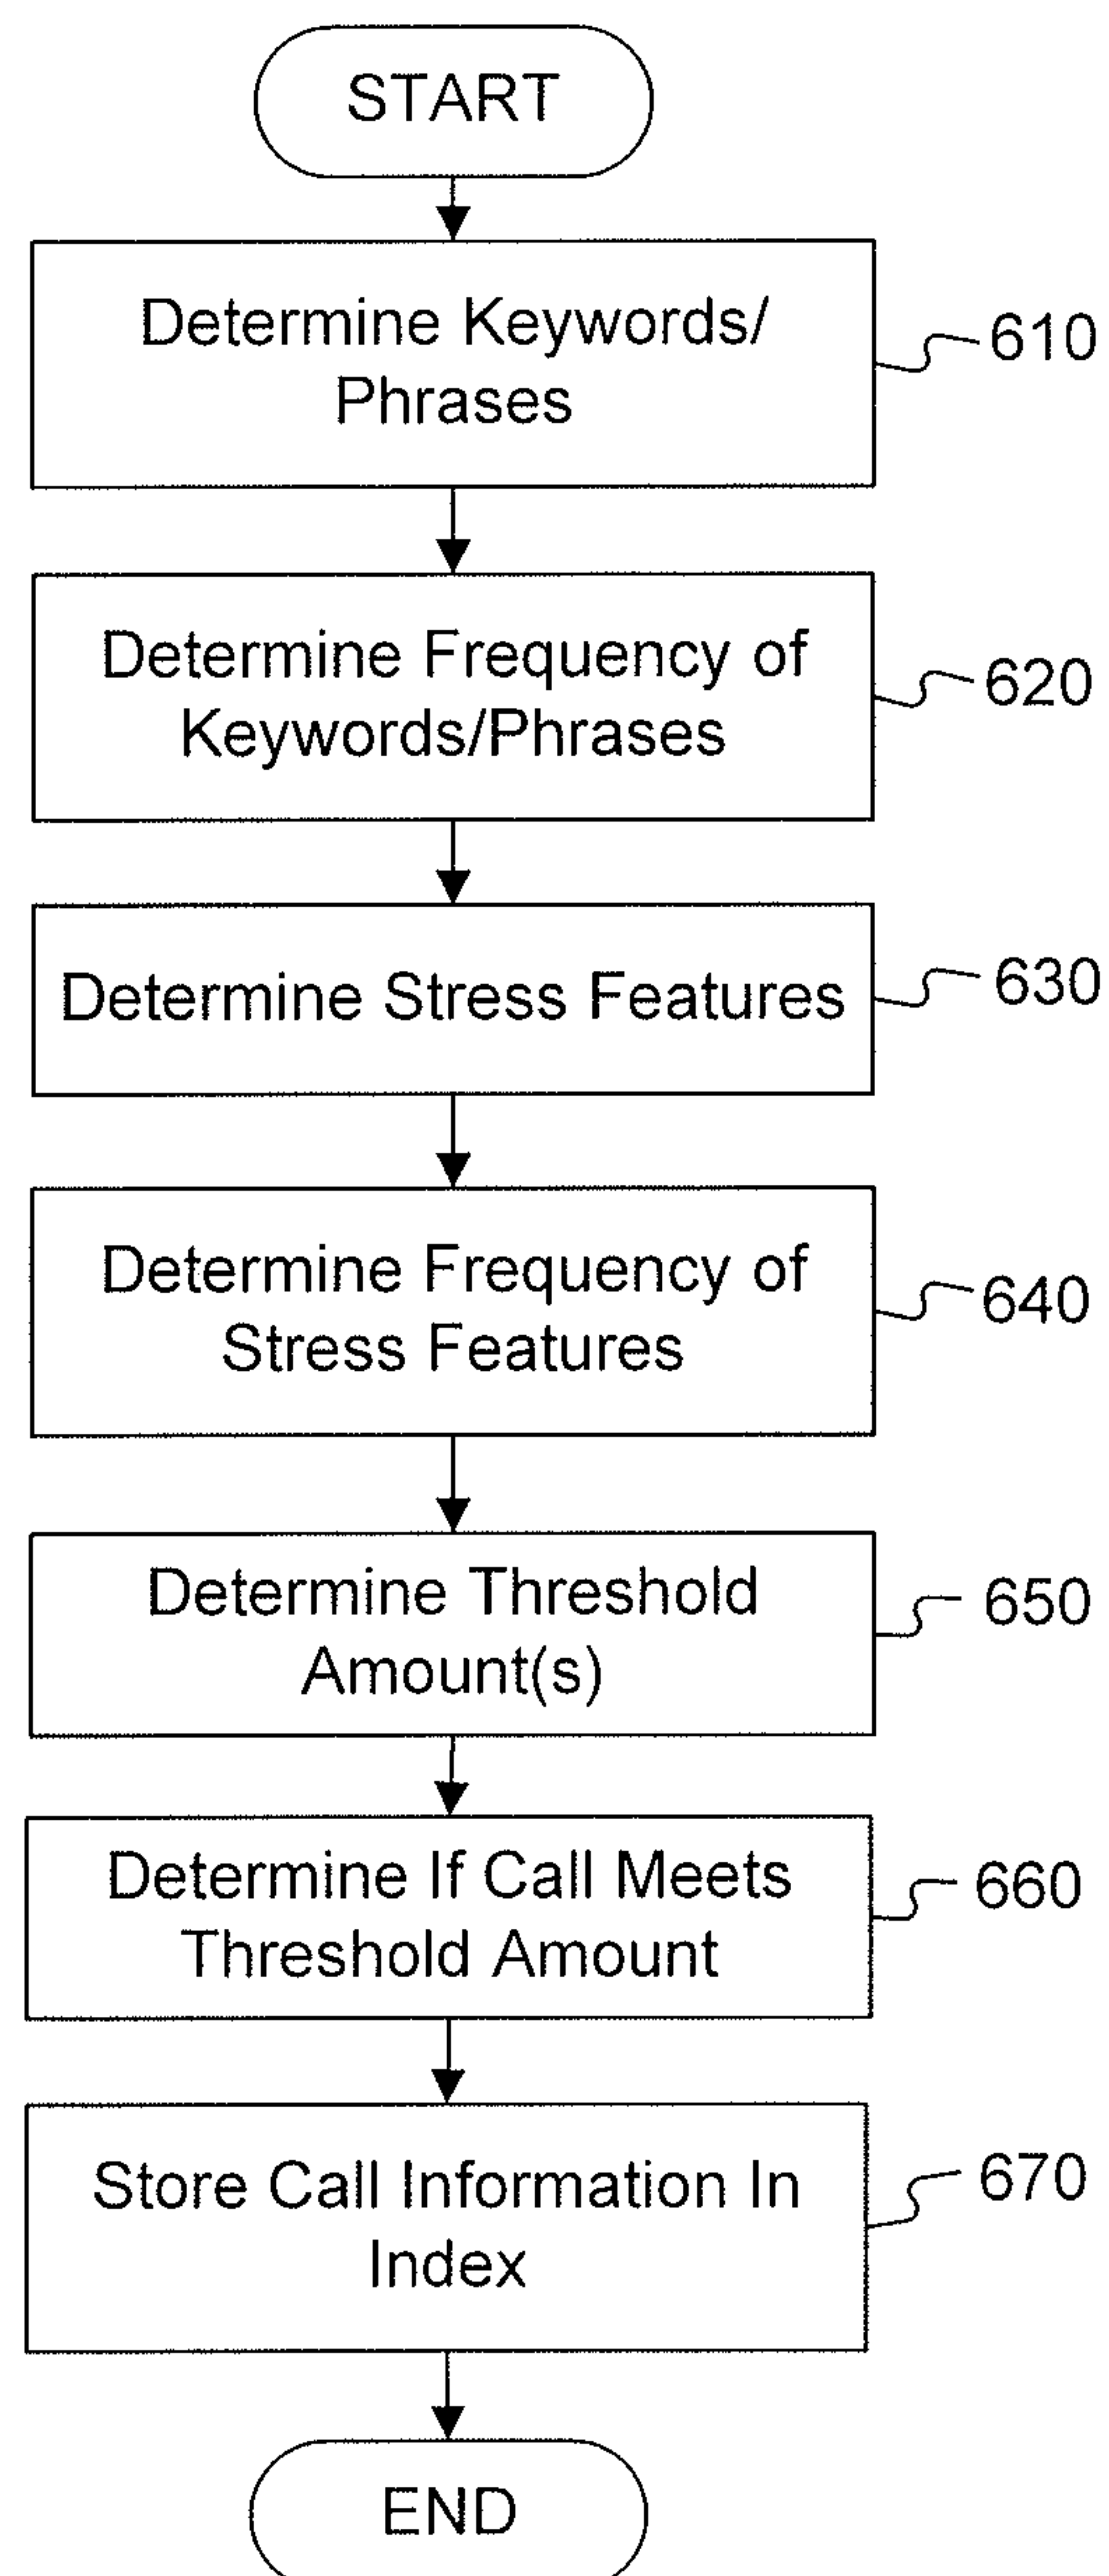 START
Determine Keywords/
Phrases
610
Determine Frequency of
Keywords/Phrases
620
Determine Stress Features
630
Determine Frequency of
Stress Features
640
Determine Threshold
Amount(s)
650
Determine If Call Meets
Threshold Amount
660
Store Call Information In
Index
670
END